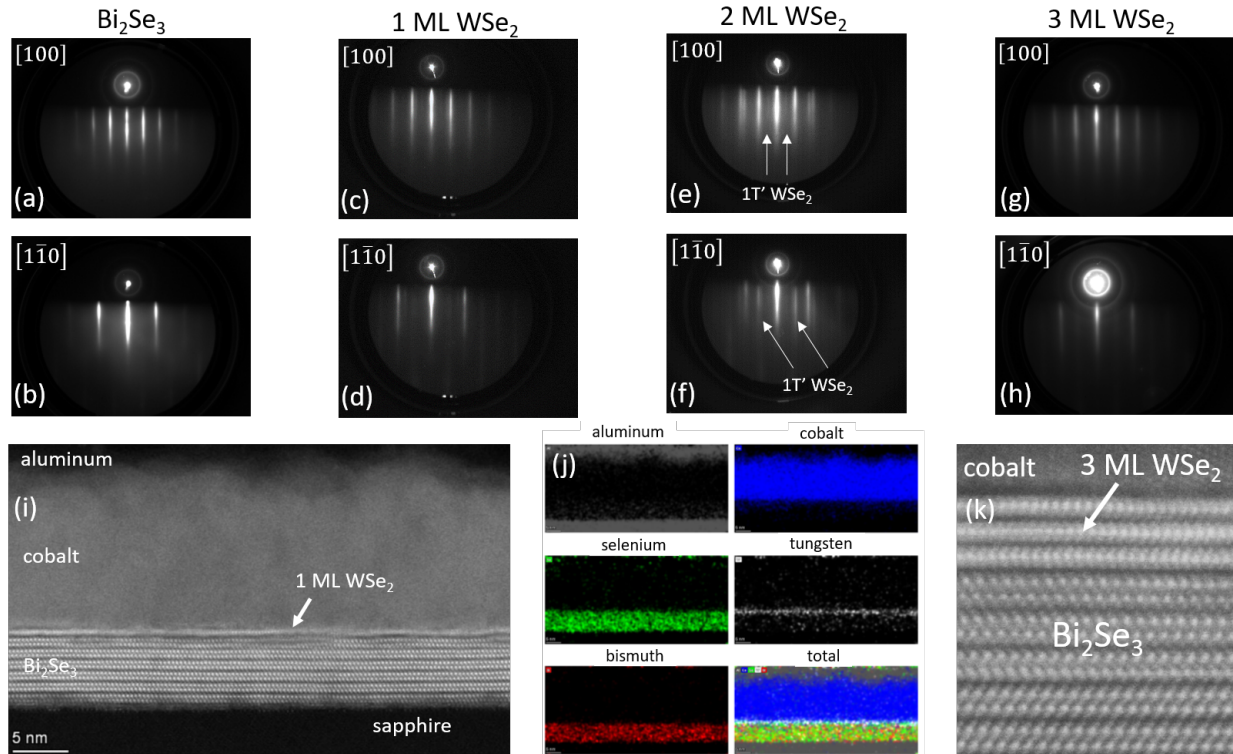 Bi₂Se₃
1 ML WSe₂
2 ML WSe₂
3 ML WSe₂
[100]
(a)
[100]
(c)
[100]
1T' WSe₂
(e)
[100]
(g)
[11̄0]
(b)
[11̄0]
(d)
[11̄0]
1T' WSe₂
(f)
[11̄0]
(h)
aluminum
(i)
cobalt
1 ML WSe₂
Bi₂Se₃
sapphire
5 nm
(j)
aluminum
cobalt
selenium
tungsten
bismuth
total
cobalt
3 ML WSe₂
(k)
Bi₂Se₃